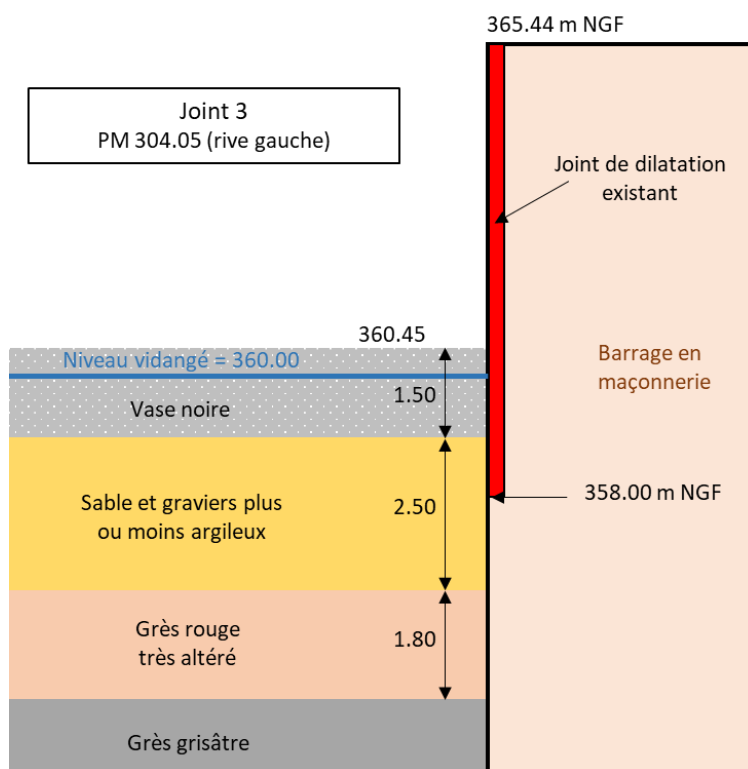 365.44 m NGF
Joint 3
PM 304.05 (rive gauche)
Joint de dilatation
existant
360.45
Niveau vidangé = 360.00
Barrage en
maçonnerie
1.50
Vase noire
358.00 m NGF
Sable et graviers plus
ou moins argileux
2.50
Grès rouge
très altéré
1.80
Grès grisâtre